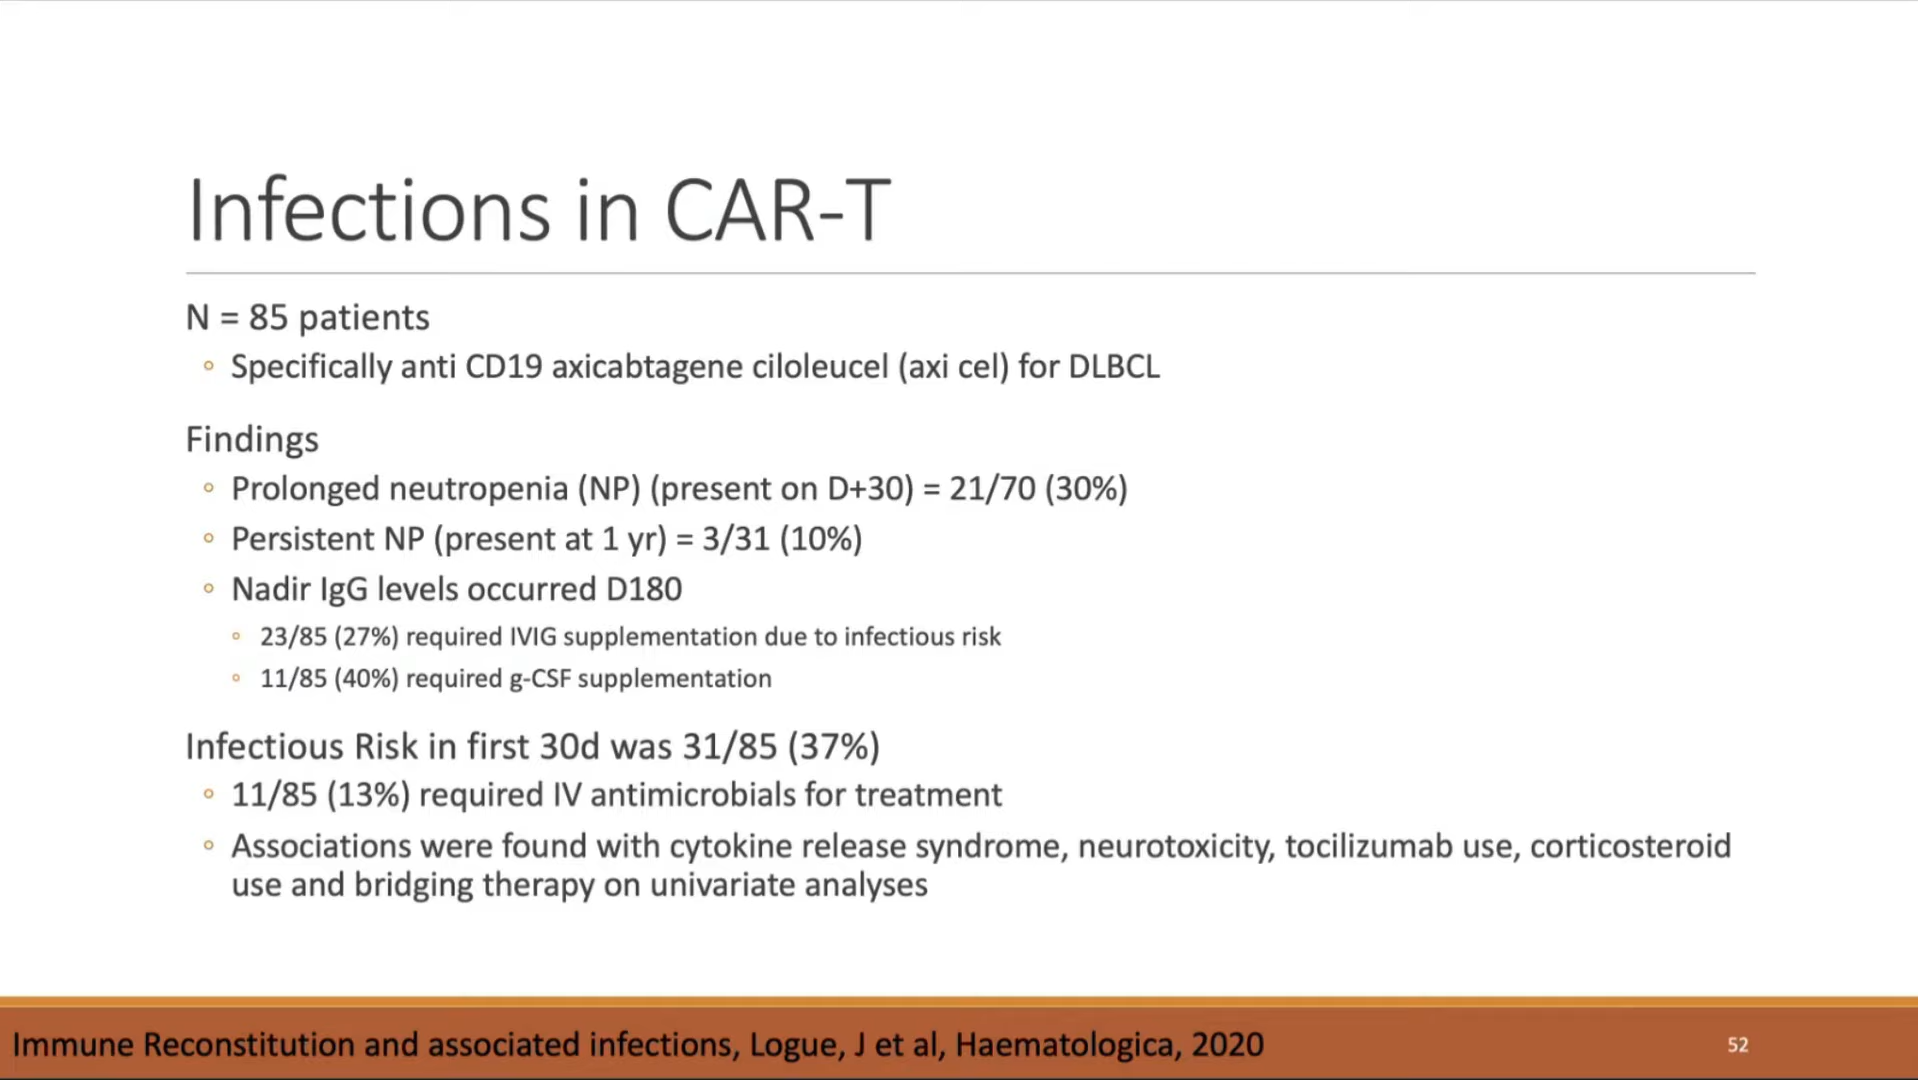 Infections in CAR-T
N = 85 patients
◦ Specifically anti CD19 axicabtagene ciloleucel (axi cel) for DLBCL
Findings
◦ Prolonged neutropenia (NP) (present on D+30) = 21/70 (30%)
◦ Persistent NP (present at 1 yr) = 3/31 (10%)
◦ Nadir IgG levels occurred D180
◦ 23/85 (27%) required IVIG supplementation due to infectious risk
◦ 11/85 (40%) required g-CSF supplementation
Infectious Risk in first 30d was 31/85 (37%)
◦ 11/85 (13%) required IV antimicrobials for treatment
◦ Associations were found with cytokine release syndrome, neurotoxicity, tocilizumab use, corticosteroid
use and bridging therapy on univariate analyses
Immune Reconstitution and associated infections, Logue, J et al, Haematologica, 2020
52